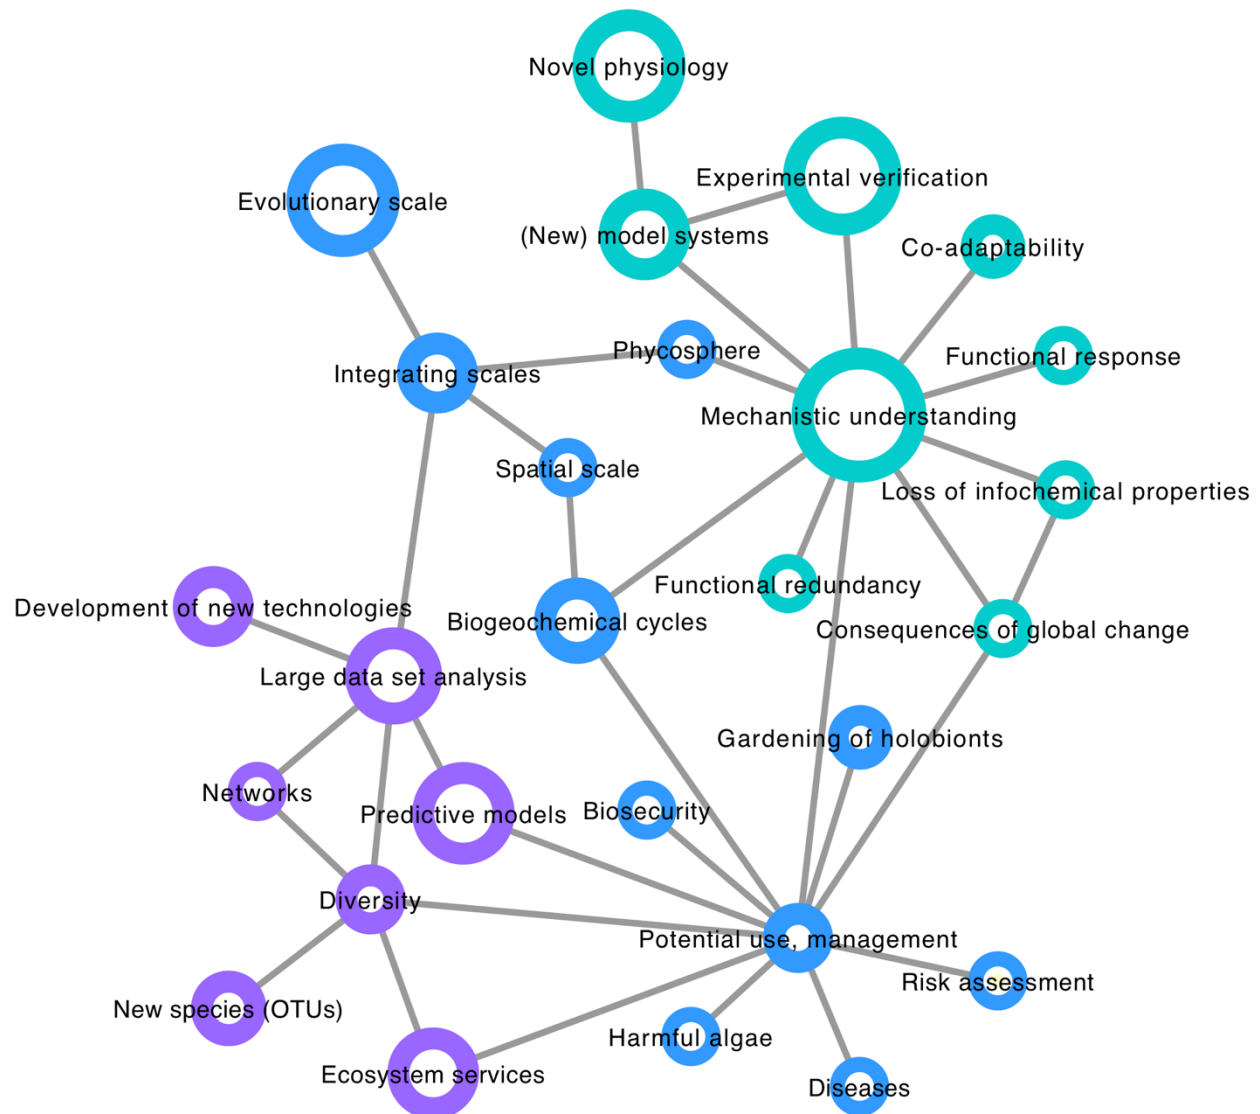 Novel physiology
Experimental verification
Evolutionary scale
(New) model systems
Co-adaptability
Phycosphere
Functional response
Integrating scales
Mechanistic understanding
Spatial scale
Loss of infochemical properties
Functional redundancy
Development of new technologies
Biogeochemical cycles
Consequences of global change
Large data set analysis
Gardening of holobionts
Networks
Predictive models
Biosecurity
Diversity
Potential use, management
Risk assessment
New species (OTUs)
Harmful algae
Ecosystem services
Diseases